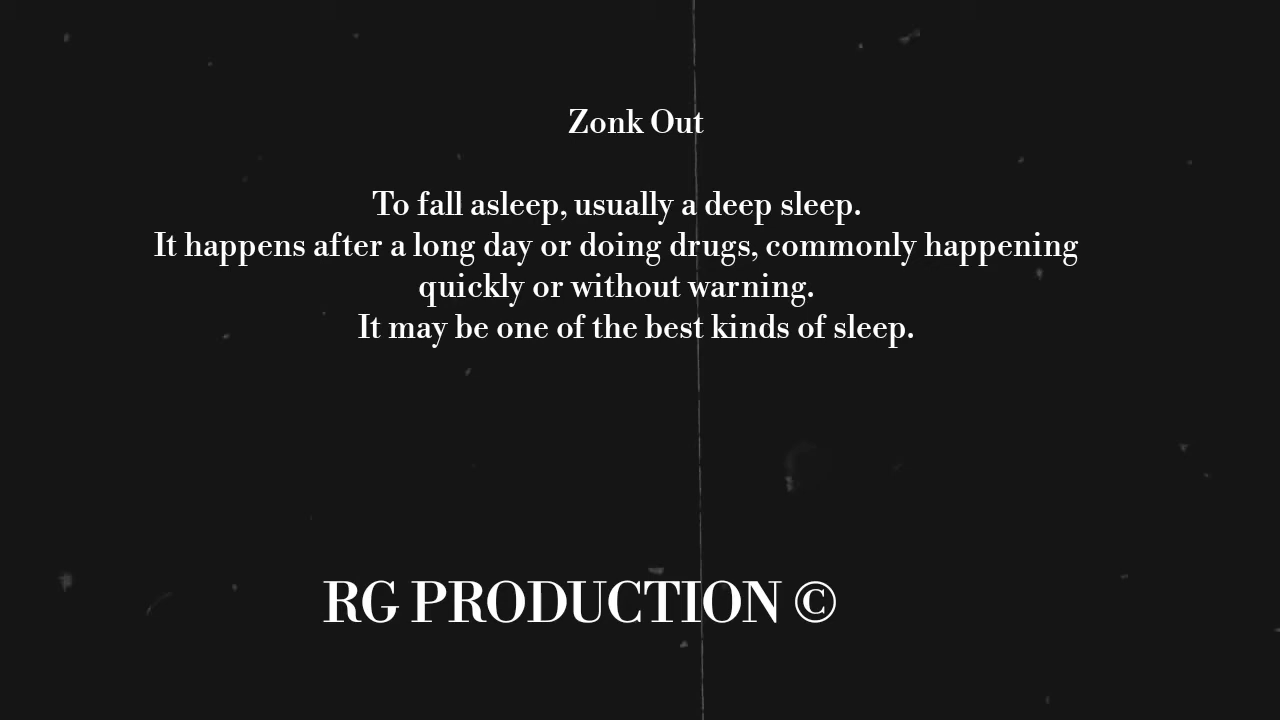 Zonk Out
To fall asleep, usually a deep sleep.
It happens after a long day or doing drugs, commonly happening
quickly or without warning.
It may be one of the best kinds of sleep.
RG PRODUCTION ©